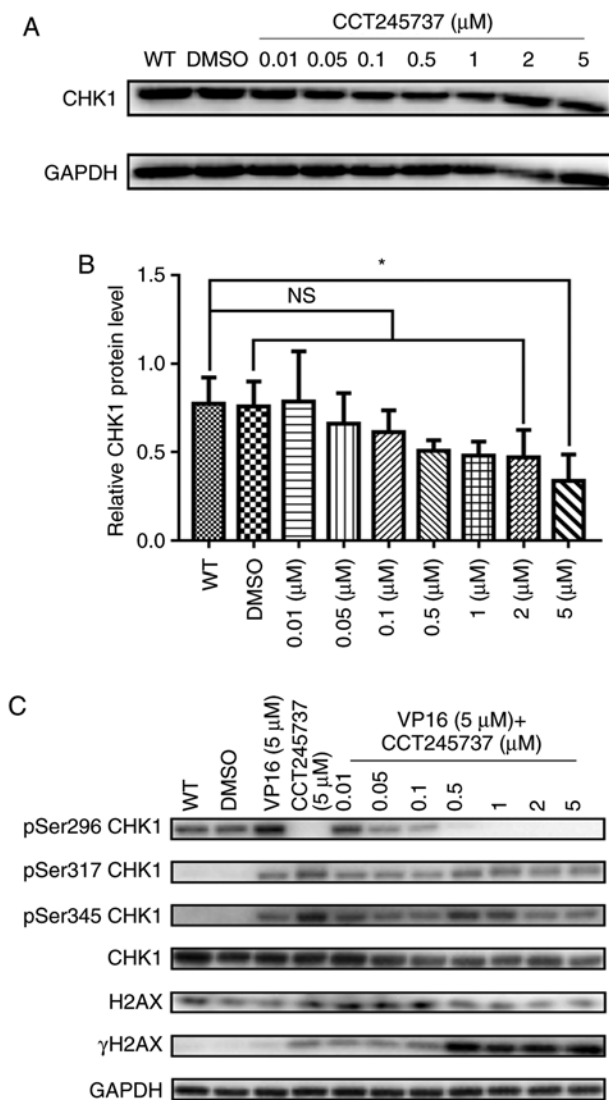 A
CCT245737 (μM)
WT DMSO 0.01 0.05 0.1 0.5 1 2 5
CHK1
GAPDH
B
Relative CHK1 protein level
1.5
1.0
0.5
0.0
*
NS
WT
DMSO
0.01 (μM)
0.05 (μM)
0.1 (μM)
0.5 (μM)
1 (μM)
2 (μM)
5 (μM)
C
WT
DMSO
VP16 (5 μM)
CCT245737
(5 μM)
VP16 (5 μM)+
CCT245737 (μM)
0.01
0.05
0.1
0.5
1
2
5
pSer296 CHK1
pSer317 CHK1
pSer345 CHK1
CHK1
H2AX
γH2AX
GAPDH